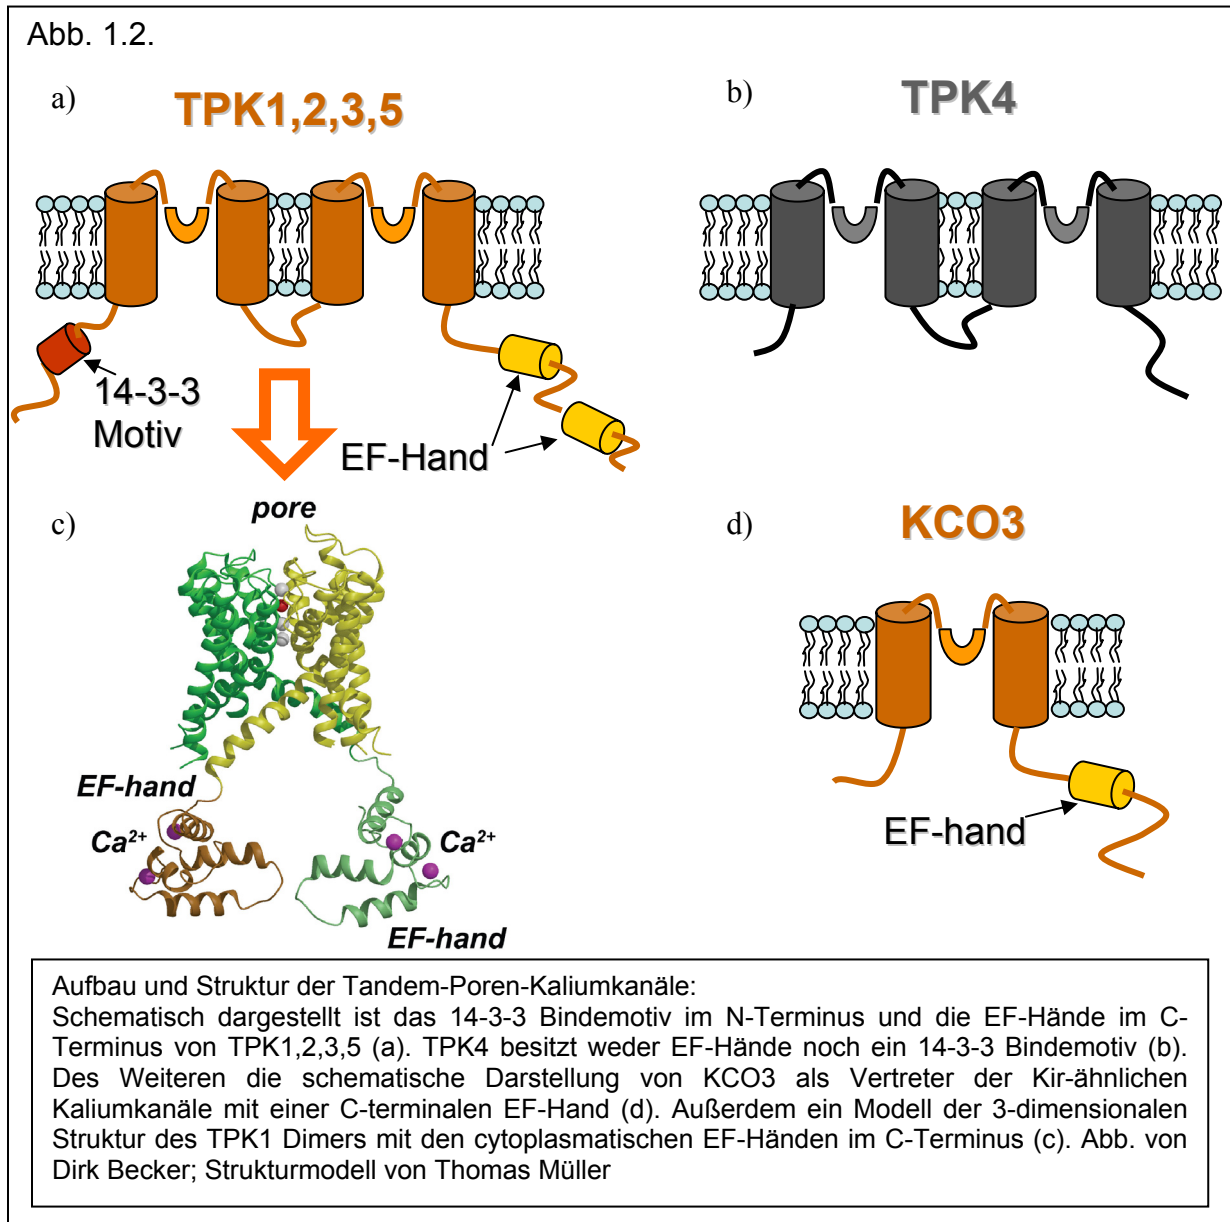 Abb. 1.2.
a)
TPK1,2,3,5
b)
TPK4
14-3-3
Motiv
EF-Hand
c)
pore
EF-hand
Ca²⁺
Ca²⁺
EF-hand
d)
KCO3
EF-hand
Aufbau und Struktur der Tandem-Poren-Kaliumkanäle:
Schematisch dargestellt ist das 14-3-3 Bindemotiv im N-Terminus und die EF-Hände im C-
Terminus von TPK1,2,3,5 (a). TPK4 besitzt weder EF-Hände noch ein 14-3-3 Bindemotiv (b).
Des Weiteren die schematische Darstellung von KCO3 als Vertreter der Kir-ähnlichen
Kaliumkanäle mit einer C-terminalen EF-Hand (d). Außerdem ein Modell der 3-dimensionalen
Struktur des TPK1 Dimers mit den cytoplasmatischen EF-Händen im C-Terminus (c). Abb. von
Dirk Becker; Strukturmodell von Thomas Müller